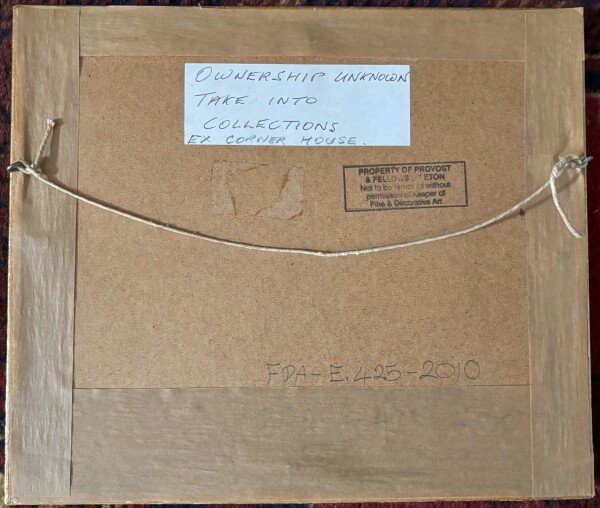 OWNERSHIP UNKNOWN
TAKE INTO
COLLECTIONS
EX CORNER HOUSE.
PROPERTY OF PROVOST
& FELLOWS ETON
Not to be removed without
permission of Keeper of
Fine & Decorative Art
FDA-E.425-2010